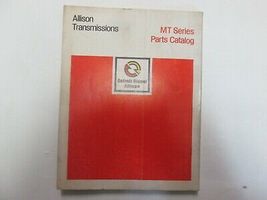 Allison
Transmissions
MT Series
Parts Catalog
Detroit Diesel
Allison